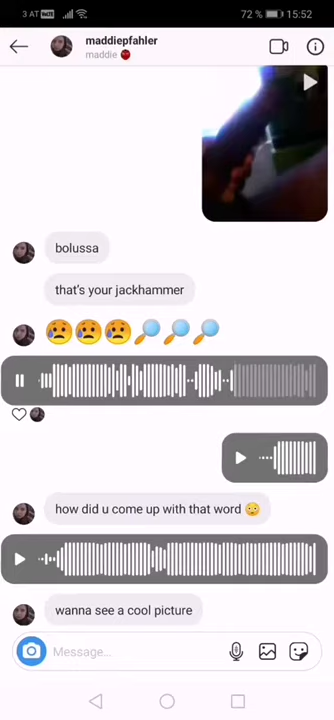 3 AT 72 % 15:52
maddiepfahler
maddie
bolussa
that's your jackhammer
how did u come up with that word
wanna see a cool picture
Message...